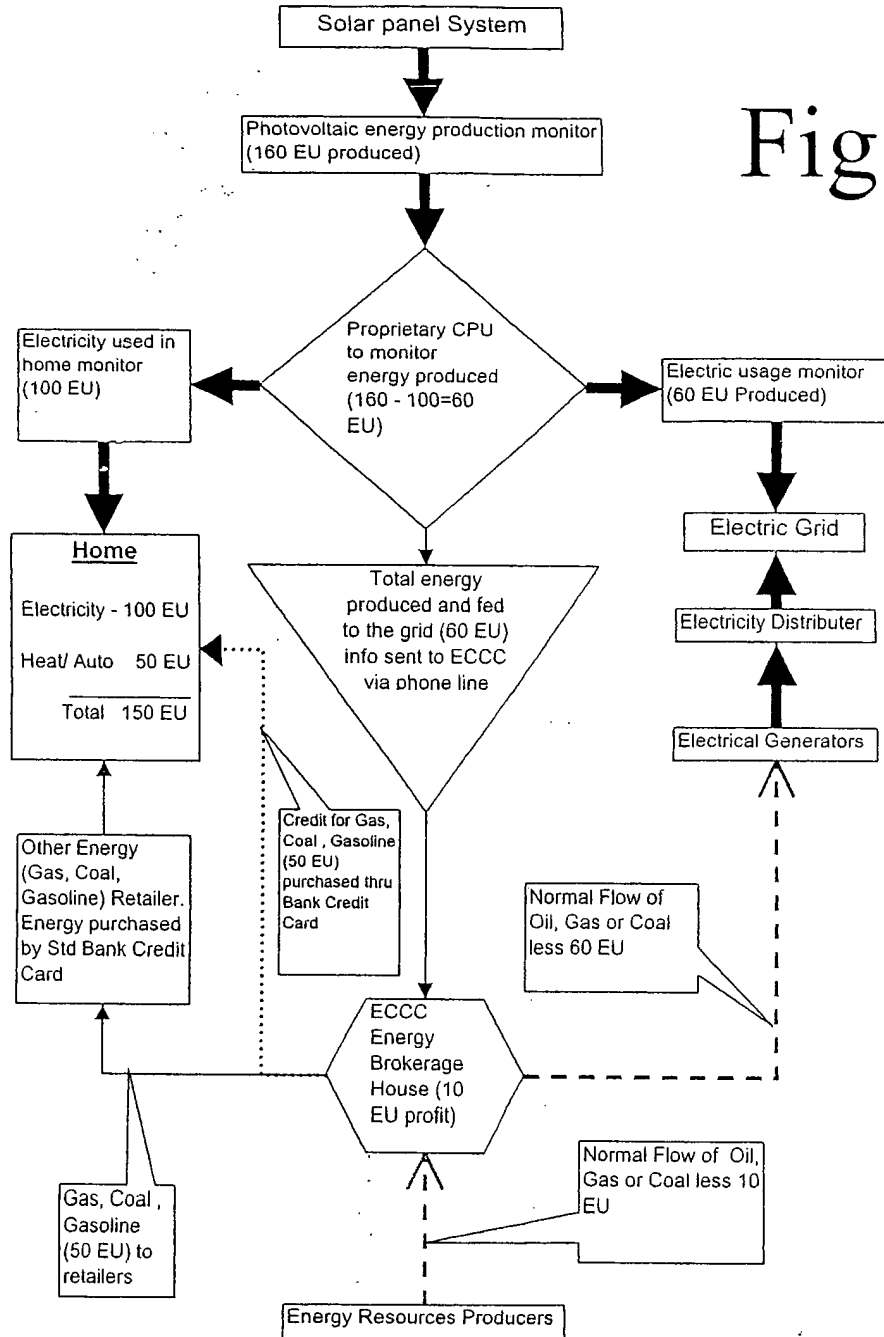 Solar panel System
Photovoltaic energy production monitor
(160 EU produced)
Fig
Proprietary CPU
to monitor
energy produced
(160 - 100=60
EU)
Electricity used in
home monitor
(100 EU)
Electric usage monitor
(60 EU Produced)
Home
Electricity - 100 EU
Heat/ Auto 50 EU
Total 150 EU
Total energy
produced and fed
to the grid (60 EU)
info sent to ECCC
via phone line
Electric Grid
Electricity Distributer
Electrical Generators
Other Energy
(Gas, Coal,
Gasoline) Retailer.
Energy purchased
by Std Bank Credit
Card
Credit for Gas,
Coal , Gasoline
(50 EU)
purchased thru
Bank Credit
Card
Normal Flow of
Oil, Gas or Coal
less 60 EU
ECCC
Energy
Brokerage
House (10
EU profit)
Gas, Coal ,
Gasoline
(50 EU) to
retailers
Normal Flow of Oil,
Gas or Coal less 10
EU
Energy Resources Producers